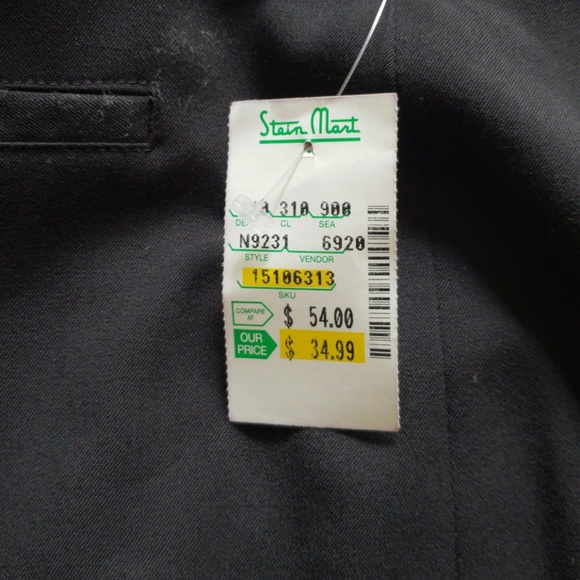 Stein Mart
310 900
CL SEA
N9231 6920
STYLE VENDOR
15106313
SKU
COMPARE AT $ 54.00
OUR PRICE $ 34.99